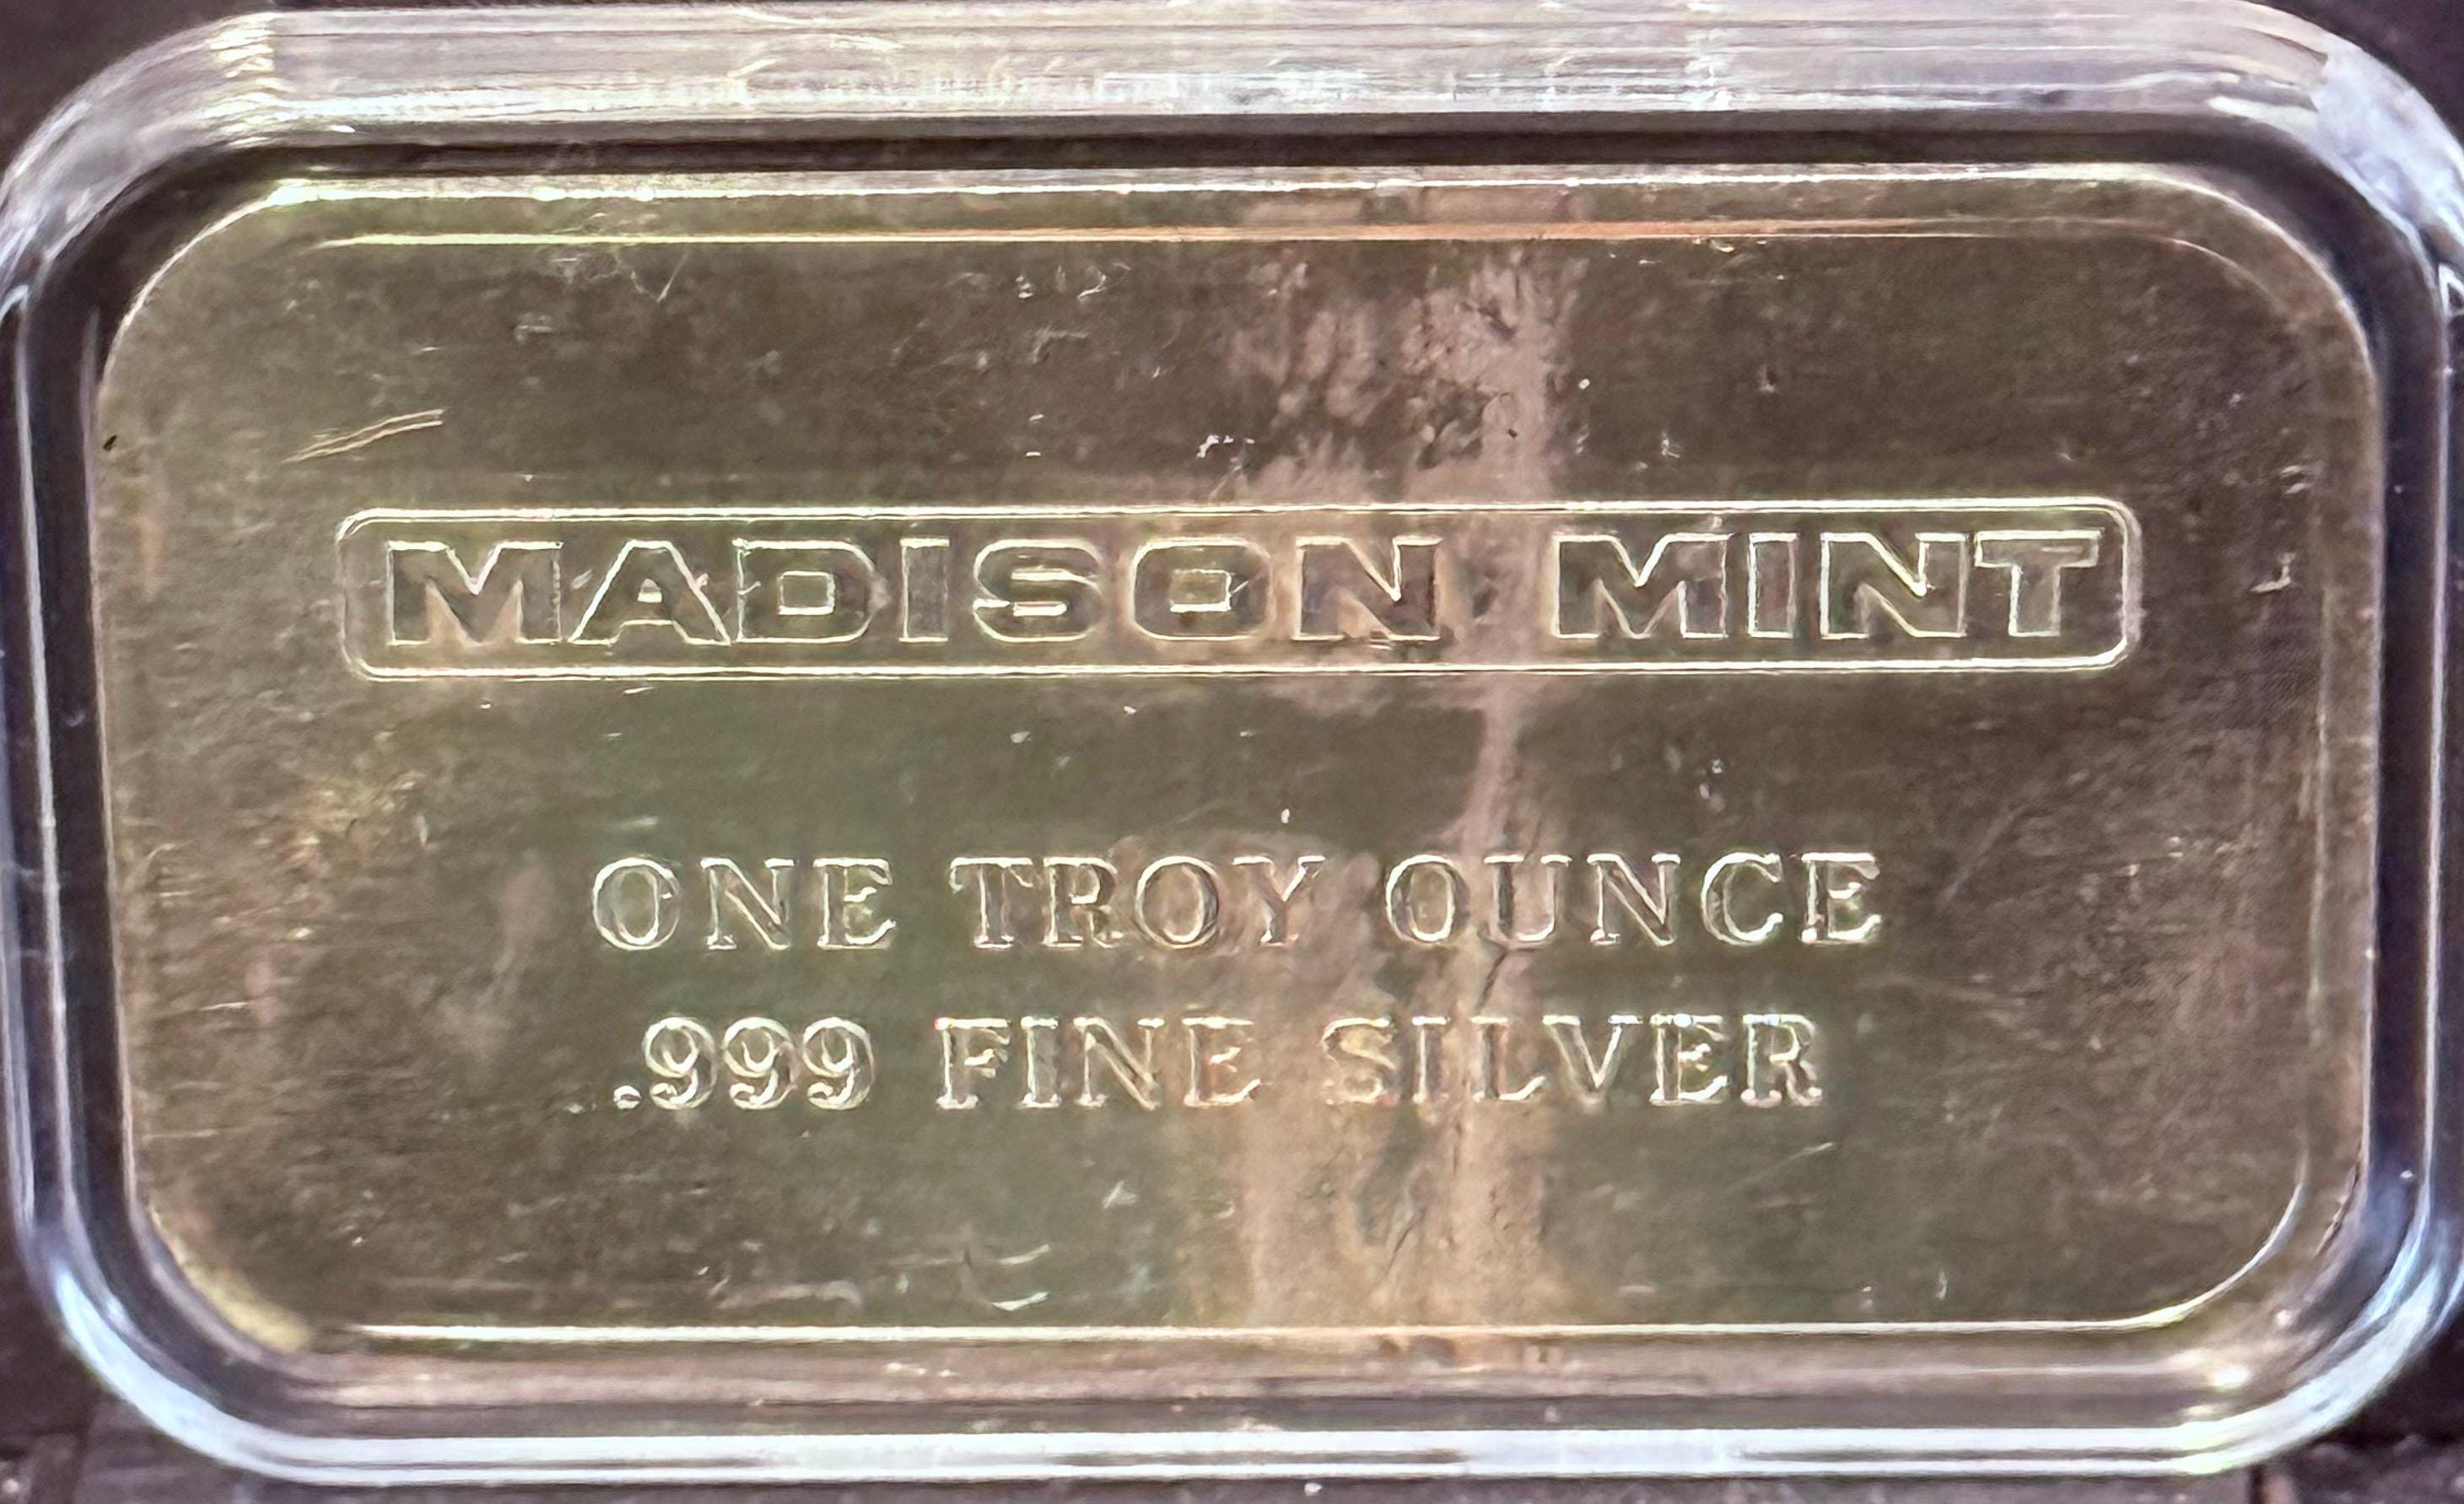 MADISON MINT
ONE TROY OUNCE
.999 FINE SILVER